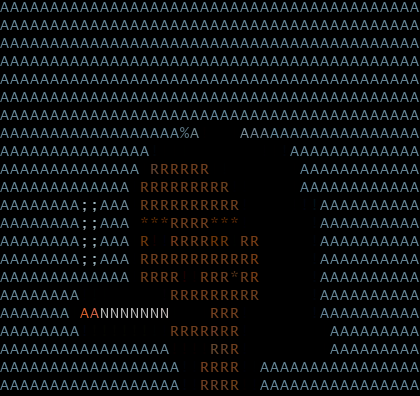 AAAAAAAAAAAAAAAAAAAAAAAAAAAAAAAAAAAAAAAAAA
AAAAAAAAAAAAAAAAAAAAAAAAAAAAAAAAAAAAAAAAAA
AAAAAAAAAAAAAAAAAAAAAAAAAAAAAAAAAAAAAAAAAA
AAAAAAAAAAAAAAAAAAAAAAAAAAAAAAAAAAAAAAAAAA
AAAAAAAAAAAAAAAAAAAAAAAAAAAAAAAAAAAAAAAAAA
AAAAAAAAAAAAAAAAAAAAAAAAAAAAAAAAAAAAAAAAAA
AAAAAAAAAAAAAAAAAAAAAAAAAAAAAAAAAAAAAAAAAA
AAAAAAAAAAAAAAAAAA%A    AAAAAAAAAAAAAAAAAA
AAAAAAAAAAAAAAA              AAAAAAAAAAAAA
AAAAAAAAAAAAAA RRRRRR         AAAAAAAAAAAA
AAAAAAAAAAAAA RRRRRRRRR       AAAAAAAAAAAA
AAAAAAAA;;AAA RRRRRRRRRR        AAAAAAAAAA
AAAAAAAA;;AAA ***RRRR***        AAAAAAAAAA
AAAAAAAA;;AAA R  RRRRRR RR      AAAAAAAAAA
AAAAAAAA;;AAA RRRRRRRRRRRR      AAAAAAAAAA
AAAAAAAAAAAAA RRRR  RRR*RR      AAAAAAAAAA
AAAAAAAA         RRRRRRRRR      AAAAAAAAAA
AAAAAAA AANNNNNNN    RRR        AAAAAAAAAA
AAAAAAAA         RRRRRRR         AAAAAAAAA
AAAAAAAAAAAAAAAAA    RRR         AAAAAAAAA
AAAAAAAAAAAAAAAAAA  RRRR  AAAAAAAAAAAAAAAA
AAAAAAAAAAAAAAAAAA  RRRR  AAAAAAAAAAAAAAAA